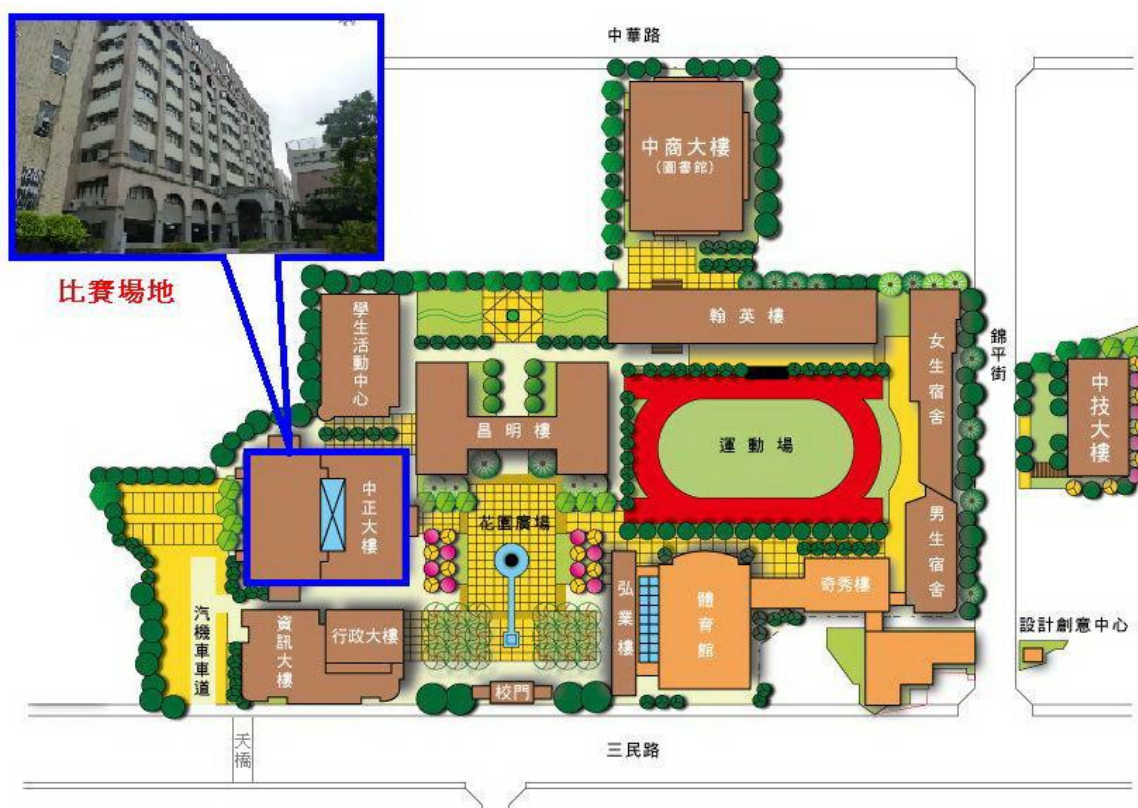 中華路
中商大樓
(圖書館)
比賽場地
學生活動中心
翰英樓
女生宿舍
錦平街
中技大樓
昌明樓
運動場
中正大樓
花園廣場
男生宿舍
弘業樓
體育館
奇秀樓
汽機車車道
資訊大樓
行政大樓
設計創意中心
校門
天橋
三民路